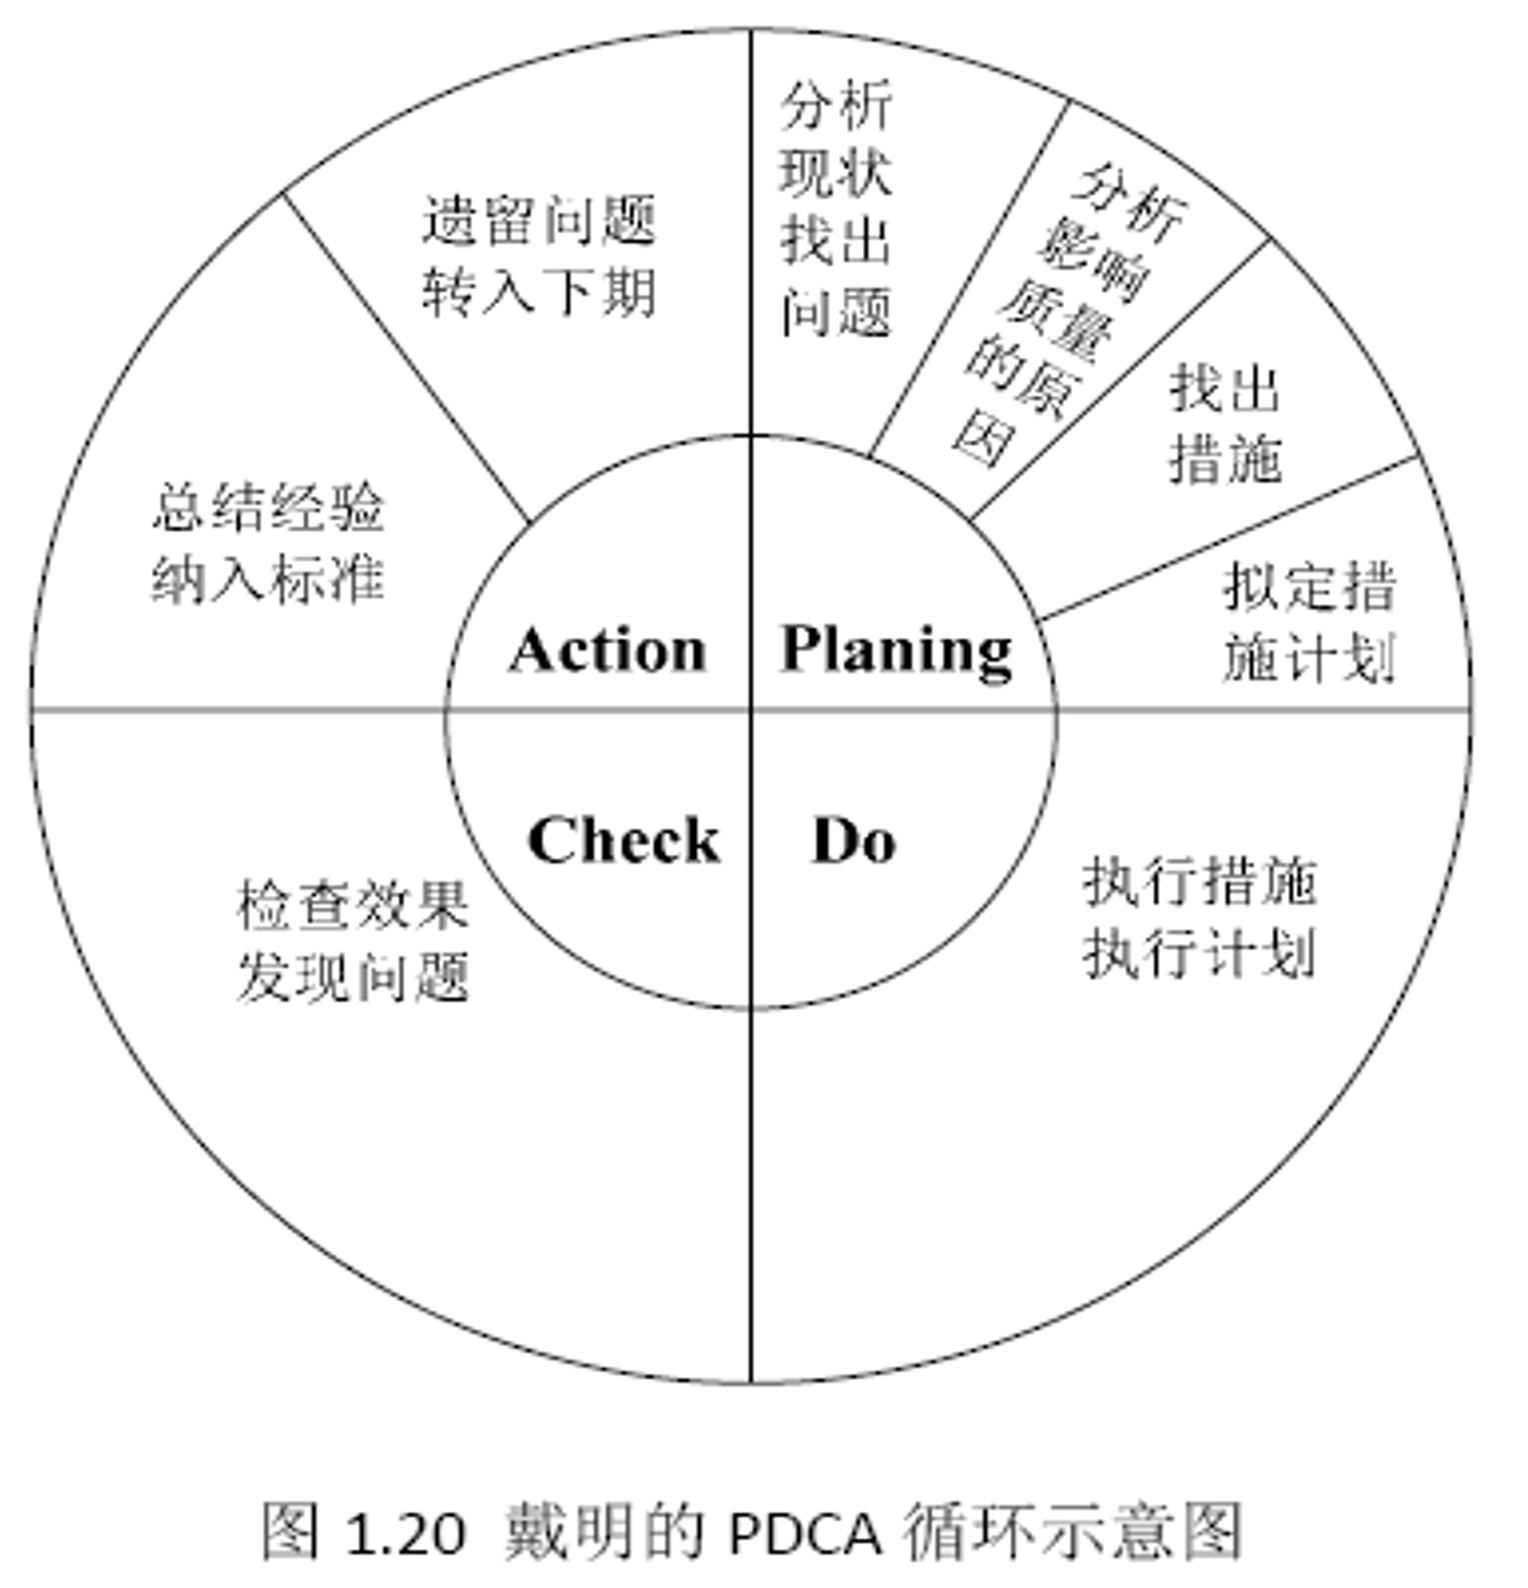 分析
现状
找出
问题
分析
影响
质量
的原
因
找出
措施
拟定措
施计划
执行措施
执行计划
检查效果
发现问题
总结经验
纳入标准
遗留问题
转入下期
Action
Planing
Check
Do
图 1.20 戴明的 PDCA 循环示意图